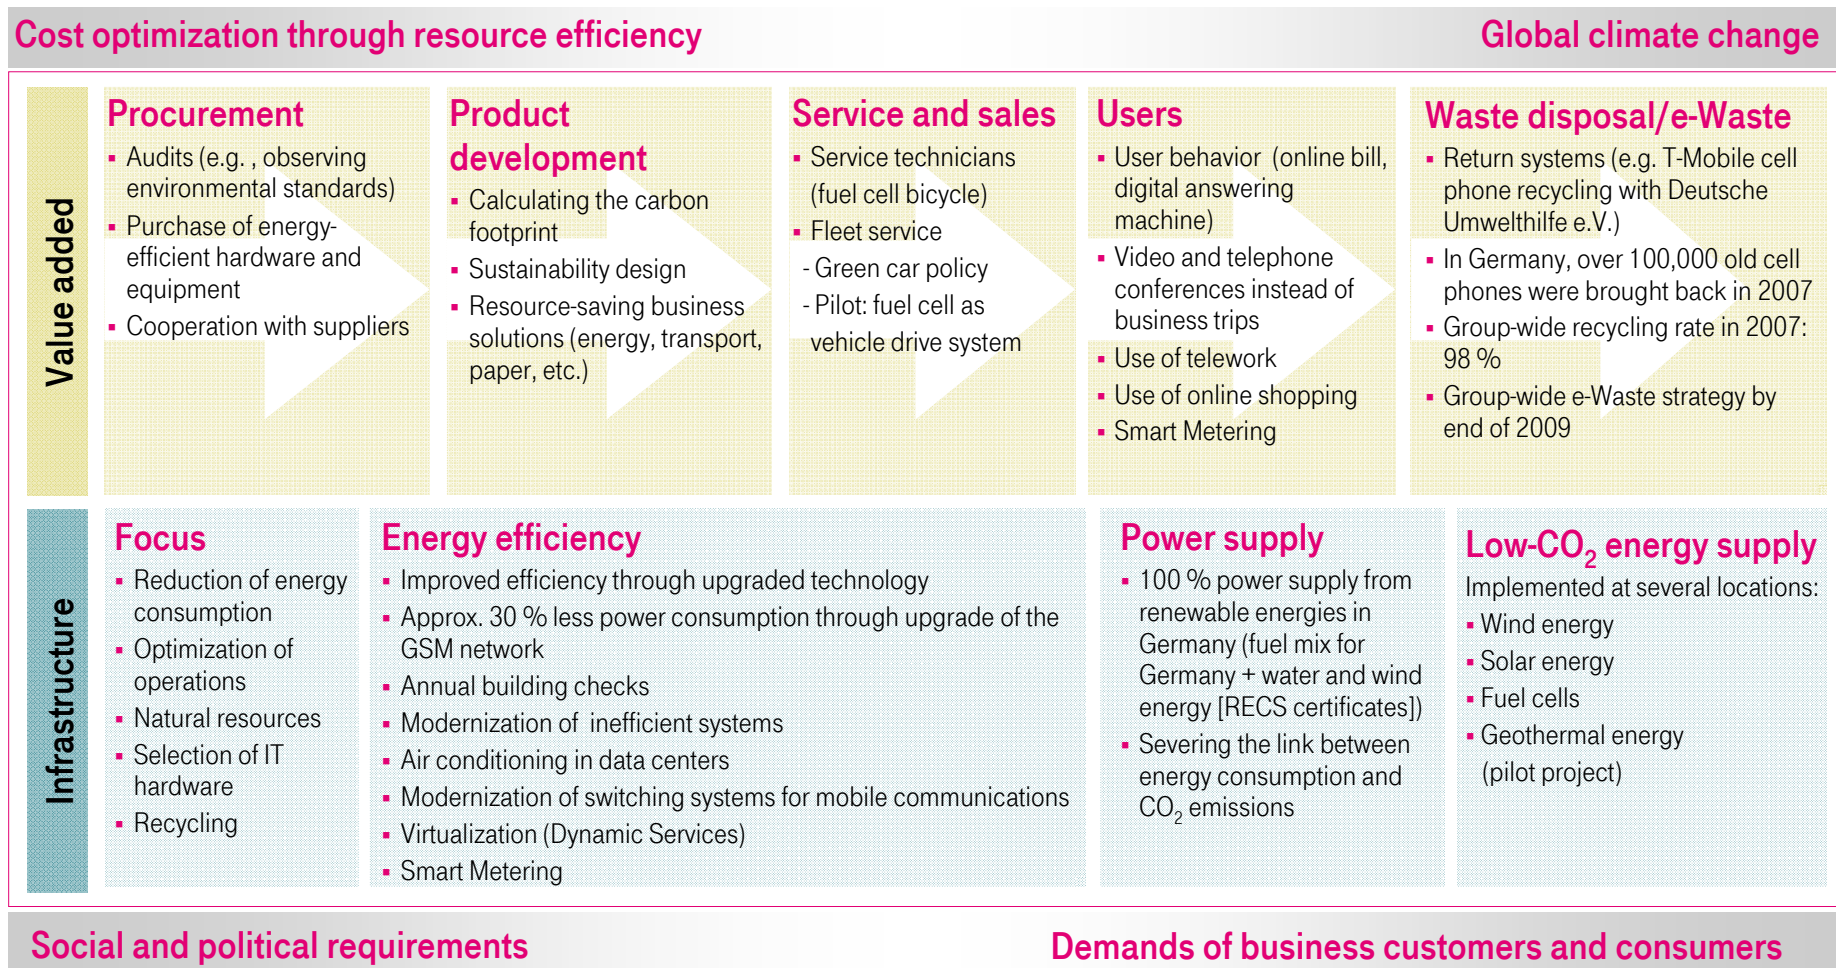 Cost optimization through resource efficiency
Global climate change
Value added
Procurement
▪ Audits (e.g. , observing
environmental standards)
▪ Purchase of energy-
efficient hardware and
equipment
▪ Cooperation with suppliers
Product
development
▪ Calculating the carbon
footprint
▪ Sustainability design
▪ Resource-saving business
solutions (energy, transport,
paper, etc.)
Service and sales
▪ Service technicians
(fuel cell bicycle)
▪ Fleet service
- Green car policy
- Pilot: fuel cell as
vehicle drive system
Users
▪ User behavior (online bill,
digital answering
machine)
▪ Video and telephone
conferences instead of
business trips
▪ Use of telework
▪ Use of online shopping
▪ Smart Metering
Waste disposal/e-Waste
▪ Return systems (e.g. T-Mobile cell
phone recycling with Deutsche
Umwelthilfe e.V.)
▪ In Germany, over 100,000 old cell
phones were brought back in 2007
▪ Group-wide recycling rate in 2007:
98 %
▪ Group-wide e-Waste strategy by
end of 2009
Infrastructure
Focus
▪ Reduction of energy
consumption
▪ Optimization of
operations
▪ Natural resources
▪ Selection of IT
hardware
▪ Recycling
Energy efficiency
▪ Improved efficiency through upgraded technology
▪ Approx. 30 % less power consumption through upgrade of the
GSM network
▪ Annual building checks
▪ Modernization of inefficient systems
▪ Air conditioning in data centers
▪ Modernization of switching systems for mobile communications
▪ Virtualization (Dynamic Services)
▪ Smart Metering
Power supply
▪ 100 % power supply from
renewable energies in
Germany (fuel mix for
Germany + water and wind
energy [RECS certificates])
▪ Severing the link between
energy consumption and
CO₂ emissions
Low-CO₂ energy supply
Implemented at several locations:
▪ Wind energy
▪ Solar energy
▪ Fuel cells
▪ Geothermal energy
(pilot project)
Social and political requirements
Demands of business customers and consumers